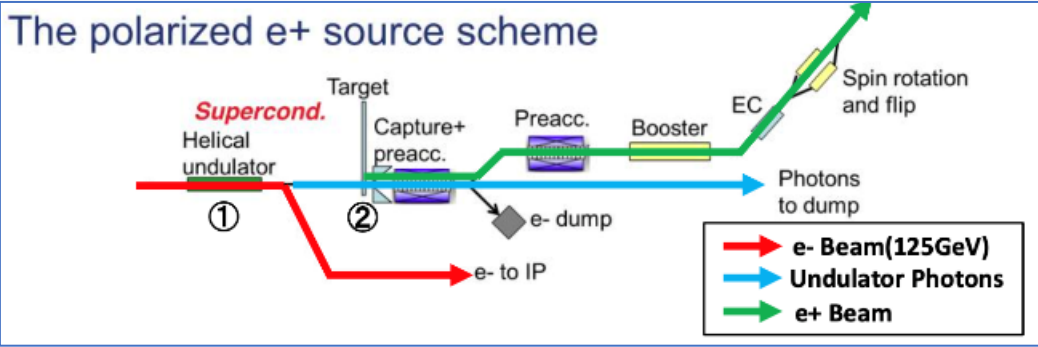 The polarized e+ source scheme
Target
Supercond.
Helical
undulator
Capture+
preacc.
Preacc.
Booster
EC
Spin rotation
and flip
Photons
to dump
①
②
e- dump
e- to IP
e- Beam(125GeV)
Undulator Photons
e+ Beam